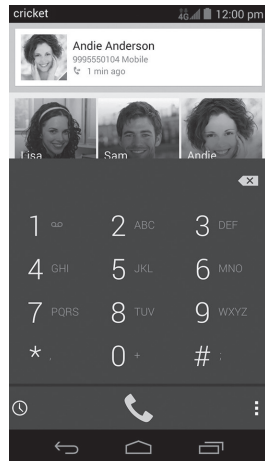 cricket 4G 12:00 pm
Andie Anderson
9995550104 Mobile
1 min ago
Lisa Sam Andie
1 2 ABC 3 DEF
4 GHI 5 JKL 6 MNO
7 PQRS 8 TUV 9 WXYZ
* , 0 + # ;